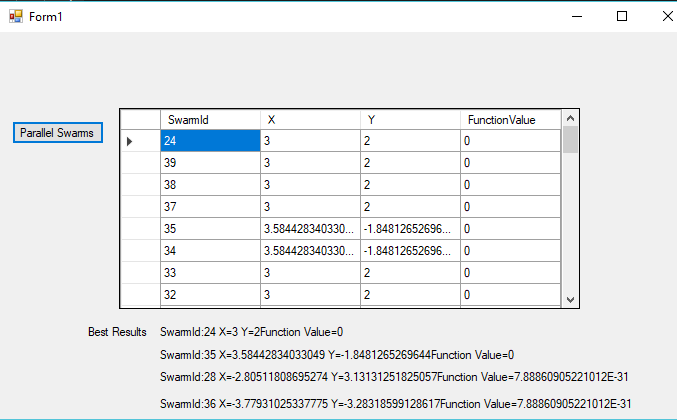 Form1
Parallel Swarms
SwarmId X Y FunctionValue
24 3 2 0
39 3 2 0
38 3 2 0
37 3 2 0
35 3.584428340330... -1.84812652696... 0
34 3.584428340330... -1.84812652696... 0
33 3 2 0
32 3 2 0
Best Results SwarmId:24 X=3 Y=2Function Value=0
SwarmId:35 X=3.58442834033049 Y=-1.8481265269644Function Value=0
SwarmId:28 X=-2.80511808695274 Y=3.13131251825057Function Value=7.88860905221012E-31
SwarmId:36 X=-3.77931025337775 Y=-3.28318599128617Function Value=7.88860905221012E-31